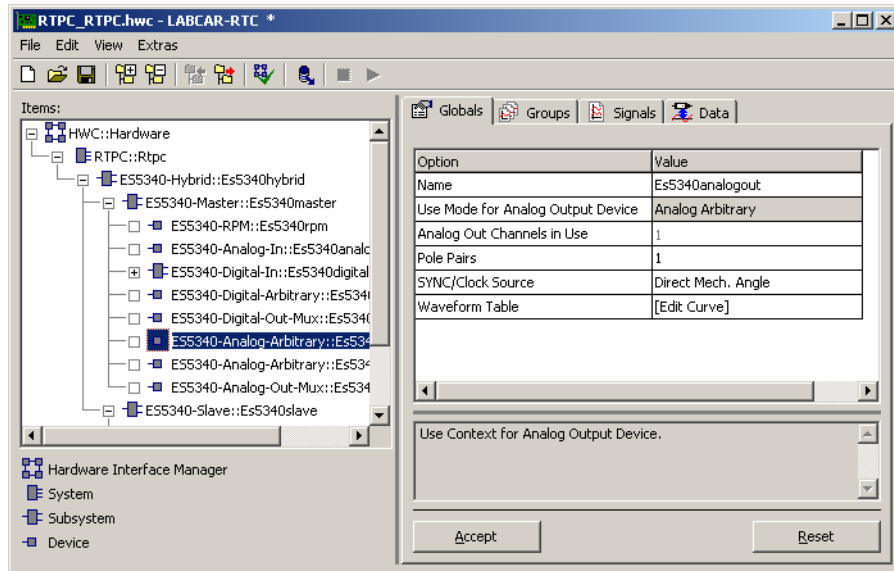 RTPC_RTPC.hwc - LABCAR-RTC *
File Edit View Extras
Items:
HWC::Hardware
RTPC::Rtpc
ES5340-Hybrid::Es5340hybrid
ES5340-Master::Es5340master
ES5340-RPM::Es5340rpm
ES5340-Analog-In::Es5340analo
ES5340-Digital-In::Es5340digital
ES5340-Digital-Arbitrary::Es534
ES5340-Digital-Out-Mux::Es534
ES5340-Analog-Arbitrary::Es534
ES5340-Analog-Arbitrary::Es534
ES5340-Analog-Out-Mux::Es534
ES5340-Slave::Es5340slave
Hardware Interface Manager
System
Subsystem
Device
Globals Groups Signals Data
Option Value
Name Es5340analogout
Use Mode for Analog Output Device Analog Arbitrary
Analog Out Channels in Use 1
Pole Pairs 1
SYNC/Clock Source Direct Mech. Angle
Waveform Table [Edit Curve]
Use Context for Analog Output Device.
Accept Reset